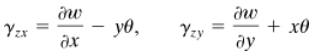 γ_zx = ∂w/∂x − yθ, γ_zy = ∂w/∂y + xθ